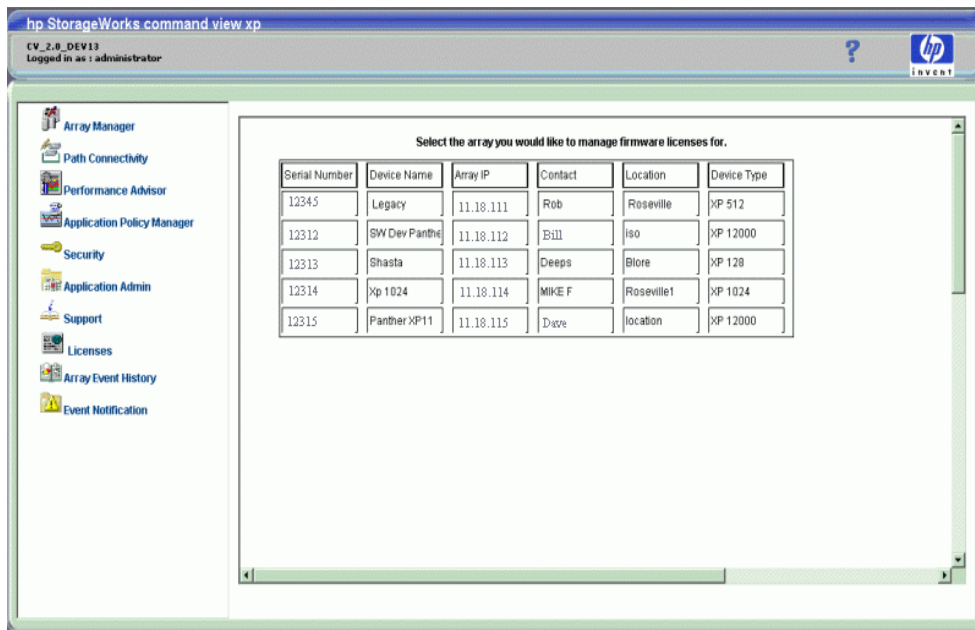 hp StorageWorks command view xp
CV_2.0_DEV13
Logged in as : administrator
?
hp
invent
Array Manager
Path Connectivity
Performance Advisor
Application Policy Manager
Security
Application Admin
Support
Licenses
Array Event History
Event Notification
Select the array you would like to manage firmware licenses for.
Serial Number Device Name Array IP Contact Location Device Type
12345 Legacy 11.18.111 Rob Roseville XP 512
12312 SW Dev Panthe 11.18.112 Bill iso XP 12000
12313 Shasta 11.18.113 Deeps Blore XP 128
12314 Xp 1024 11.18.114 MIKE F Roseville1 XP 1024
12315 Panther XP11 11.18.115 Dave location XP 12000